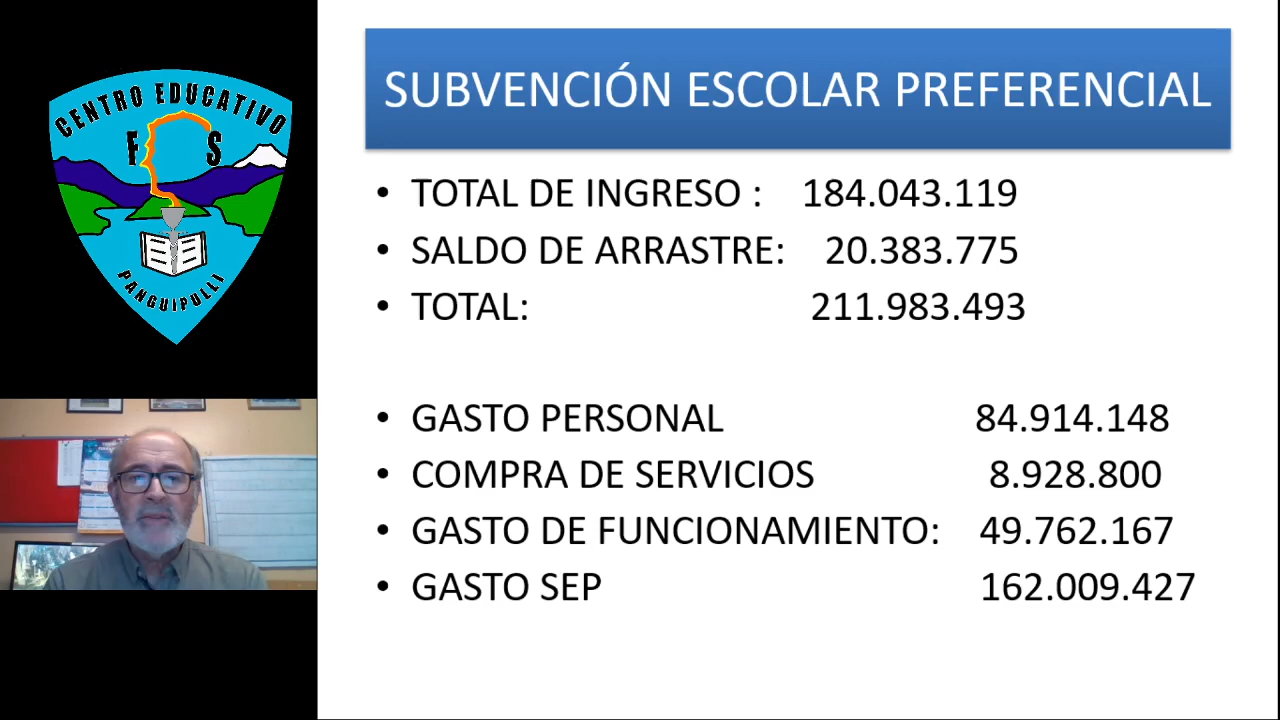 CENTRO EDUCATIVO
F S
PANGUIPULLI
SUBVENCIÓN ESCOLAR PREFERENCIAL
• TOTAL DE INGRESO : 184.043.119
• SALDO DE ARRASTRE: 20.383.775
• TOTAL: 211.983.493
• GASTO PERSONAL 84.914.148
• COMPRA DE SERVICIOS 8.928.800
• GASTO DE FUNCIONAMIENTO: 49.762.167
• GASTO SEP 162.009.427